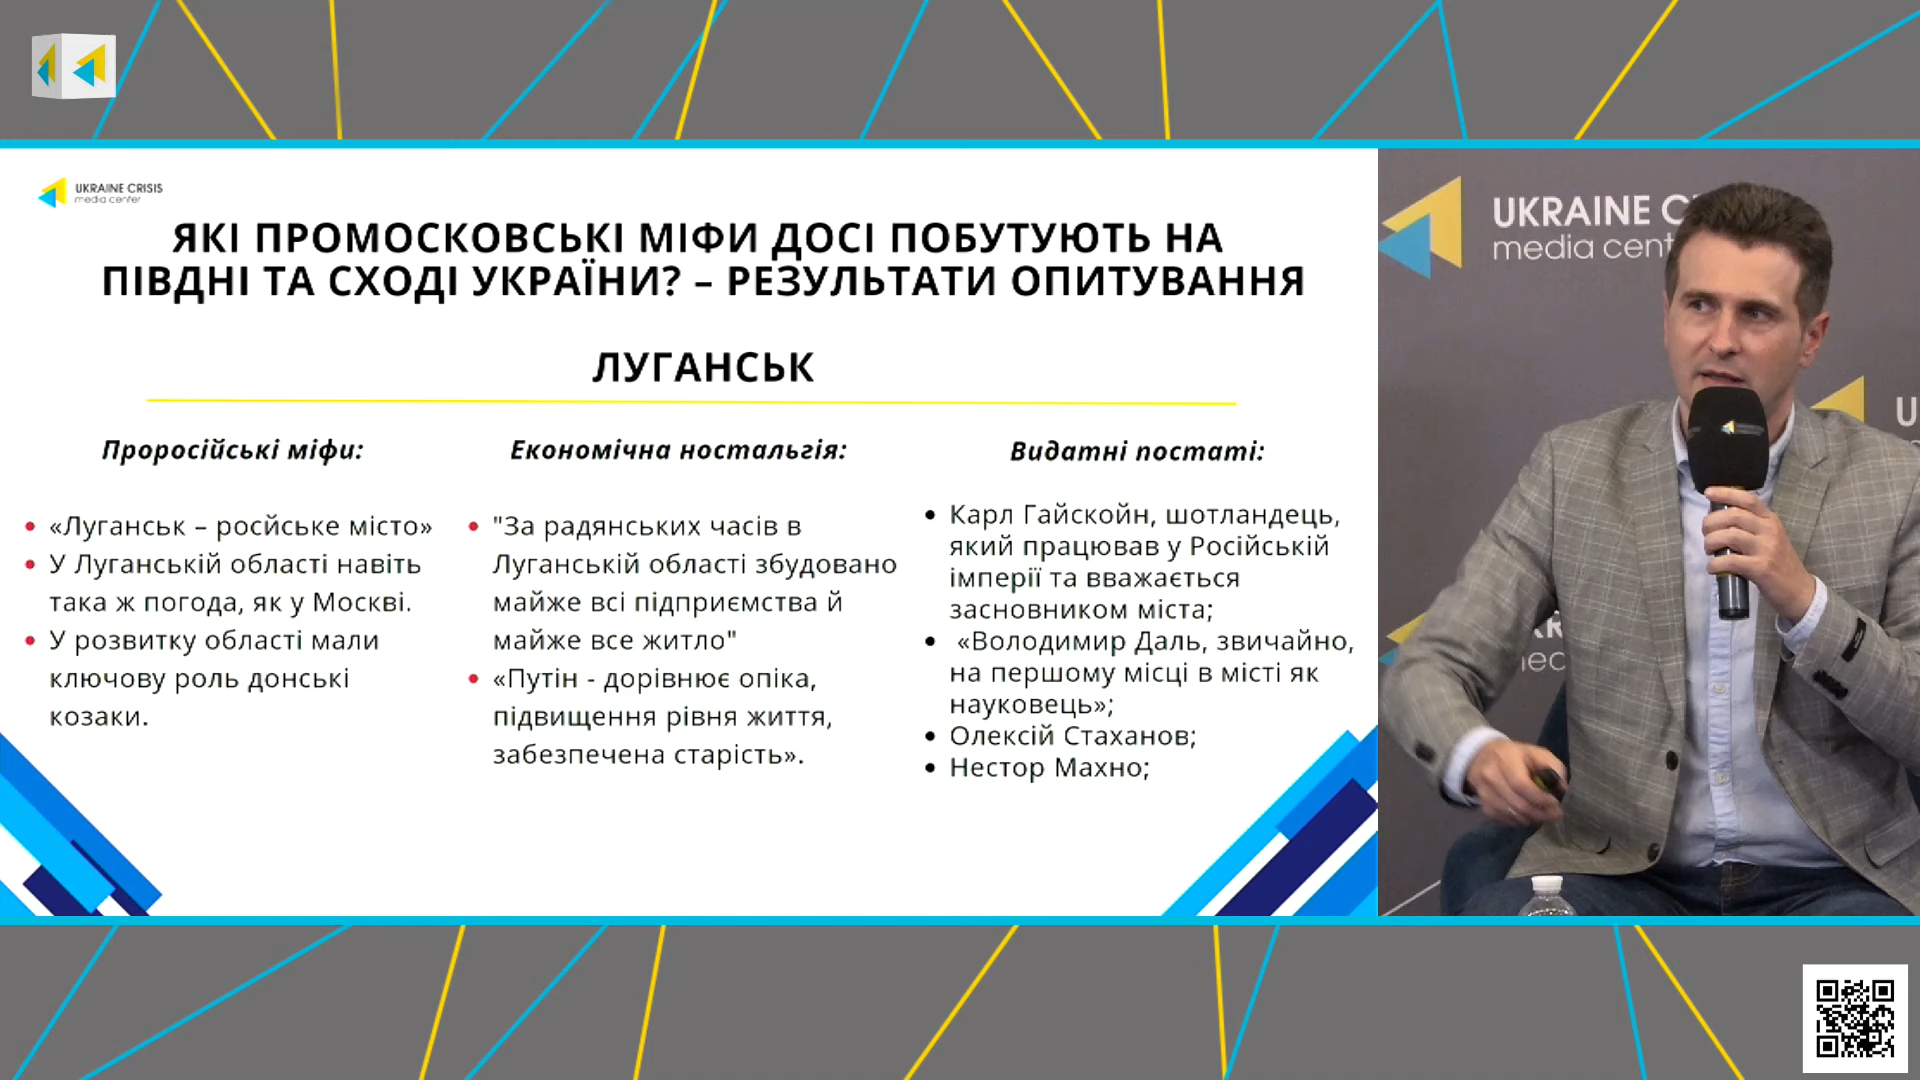 UKRAINE CRISIS
media center
ЯКІ ПРОМОСКОВСЬКІ МІФИ ДОСІ ПОБУТУЮТЬ НА
ПІВДНІ ТА СХОДІ УКРАЇНИ? – РЕЗУЛЬТАТИ ОПИТУВАННЯ
ЛУГАНСЬК
Проросійські міфи:
«Луганськ – росйське місто»
У Луганській області навіть
така ж погода, як у Москві.
У розвитку області мали
ключову роль донські
козаки.
Економічна ностальгія:
"За радянських часів в
Луганській області збудовано
майже всі підприємства й
майже все житло"
«Путін - дорівнює опіка,
підвищення рівня життя,
забезпечена старість».
Видатні постаті:
Карл Гайскойн, шотландець,
який працював у Російській
імперії та вважається
засновником міста;
«Володимир Даль, звичайно,
на першому місці в місті як
науковець»;
Олексій Стаханов;
Нестор Махно;
UKRAINE
media